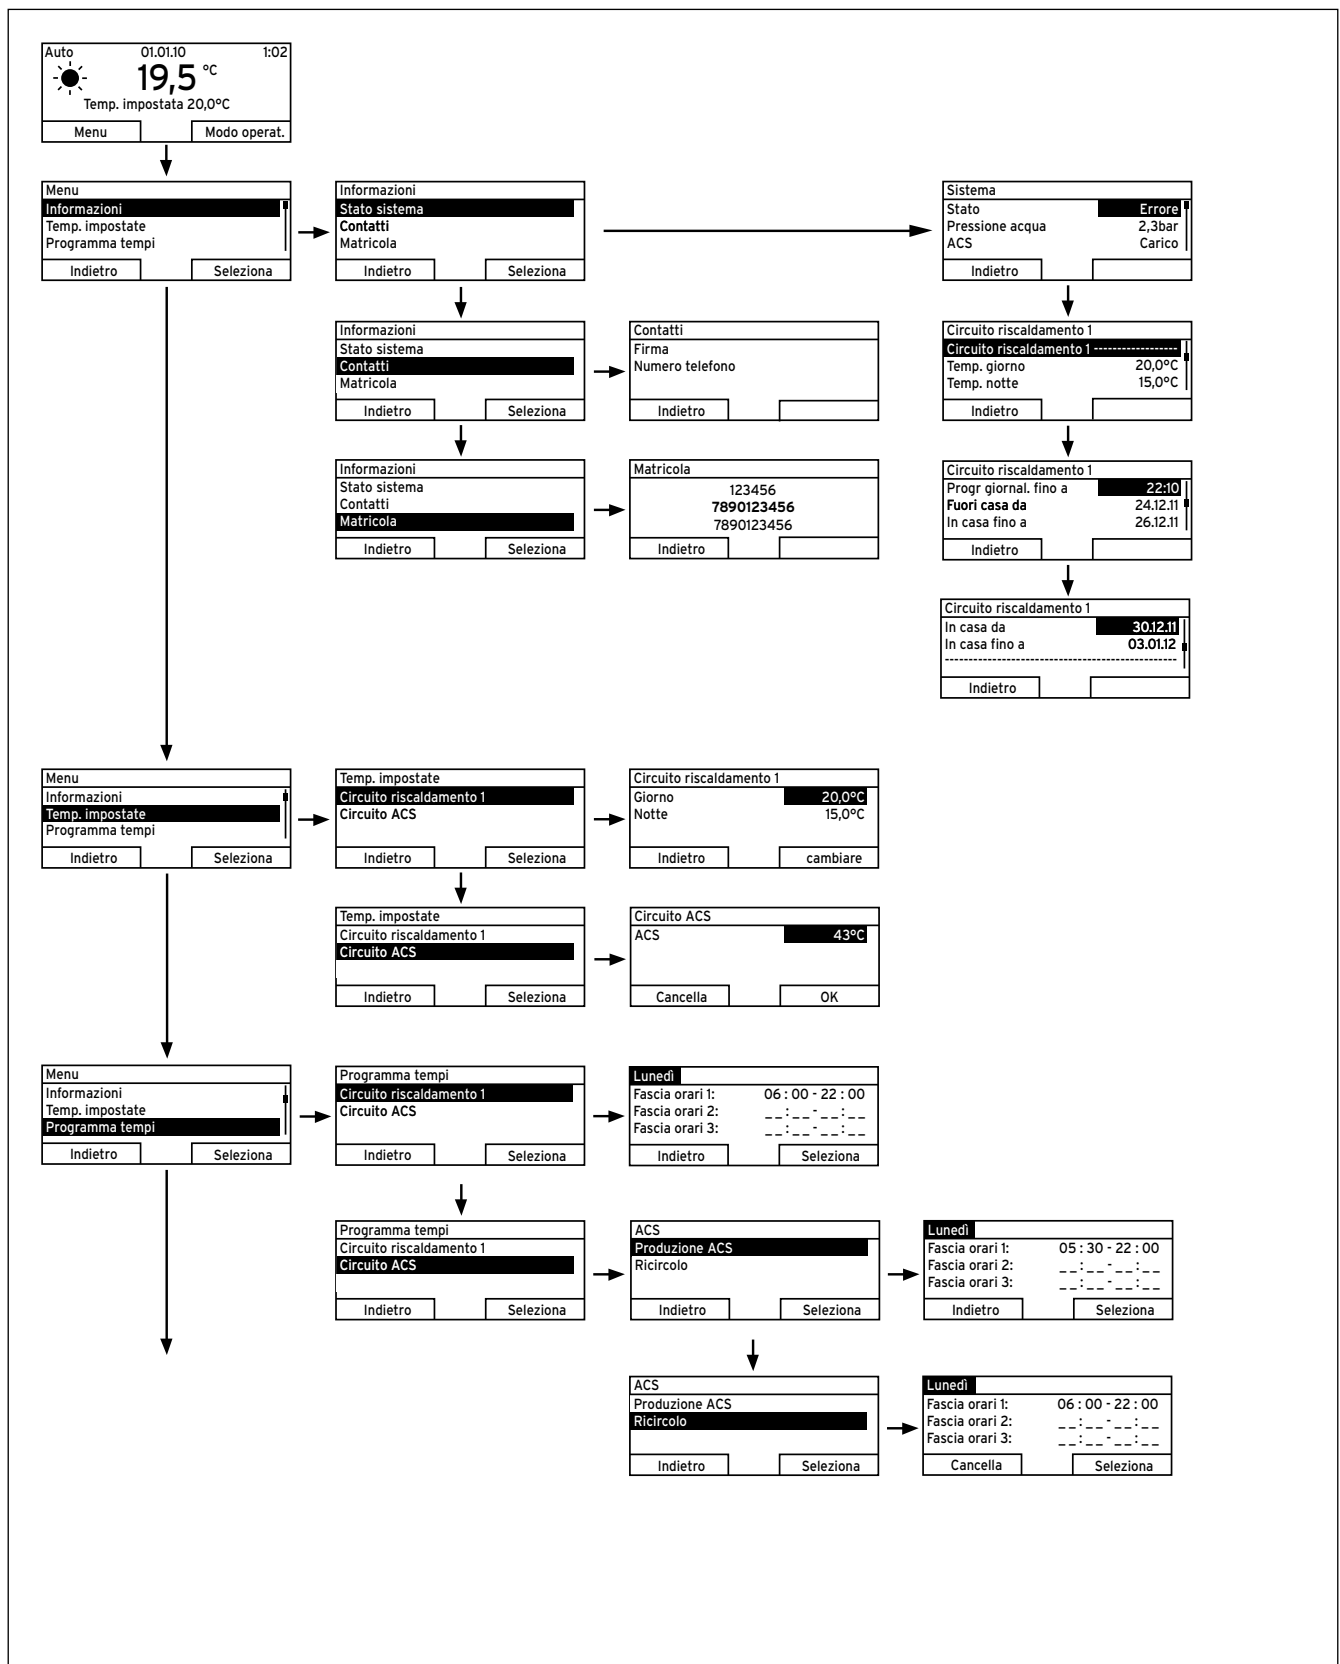 Auto 01.01.10 1:02
19,5 °C
Temp. impostata 20,0°C
Menu Modo operat.
Menu
Informazioni
Temp. impostate
Programma tempi
Indietro Seleziona
Informazioni
Stato sistema
Contatti
Matricola
Indietro Seleziona
Sistema
Stato Errore
Pressione acqua 2,3bar
ACS Carico
Indietro
Informazioni
Stato sistema
Contatti
Matricola
Indietro Seleziona
Contatti
Firma
Numero telefono
Indietro
Circuito riscaldamento 1
Circuito riscaldamento 1 -----------------
Temp. giorno 20,0°C
Temp. notte 15,0°C
Indietro
Informazioni
Stato sistema
Contatti
Matricola
Indietro Seleziona
Matricola
123456
7890123456
7890123456
Indietro
Circuito riscaldamento 1
Progr giornal. fino a 22:10
Fuori casa da 24.12.11
In casa fino a 26.12.11
Indietro
Circuito riscaldamento 1
In casa da 30.12.11
In casa fino a 03.01.12
-----------------------------------------------
Indietro
Menu
Informazioni
Temp. impostate
Programma tempi
Indietro Seleziona
Temp. impostate
Circuito riscaldamento 1
Circuito ACS
Indietro Seleziona
Circuito riscaldamento 1
Giorno 20,0°C
Notte 15,0°C
Indietro cambiare
Temp. impostate
Circuito riscaldamento 1
Circuito ACS
Indietro Seleziona
Circuito ACS
ACS 43°C
Cancella OK
Menu
Informazioni
Temp. impostate
Programma tempi
Indietro Seleziona
Programma tempi
Circuito riscaldamento 1
Circuito ACS
Indietro Seleziona
Lunedì
Fascia orari 1: 06 : 00 - 22 : 00
Fascia orari 2: _ _ : _ _ - _ _ : _ _
Fascia orari 3: _ _ : _ _ - _ _ : _ _
Indietro Seleziona
Programma tempi
Circuito riscaldamento 1
Circuito ACS
Indietro Seleziona
ACS
Produzione ACS
Ricircolo
Indietro Seleziona
Lunedì
Fascia orari 1: 05 : 30 - 22 : 00
Fascia orari 2: _ _ : _ _ - _ _ : _ _
Fascia orari 3: _ _ : _ _ - _ _ : _ _
Indietro Seleziona
ACS
Produzione ACS
Ricircolo
Indietro Seleziona
Lunedì
Fascia orari 1: 06 : 00 - 22 : 00
Fascia orari 2: _ _ : _ _ - _ _ : _ _
Fascia orari 3: _ _ : _ _ - _ _ : _ _
Cancella Seleziona